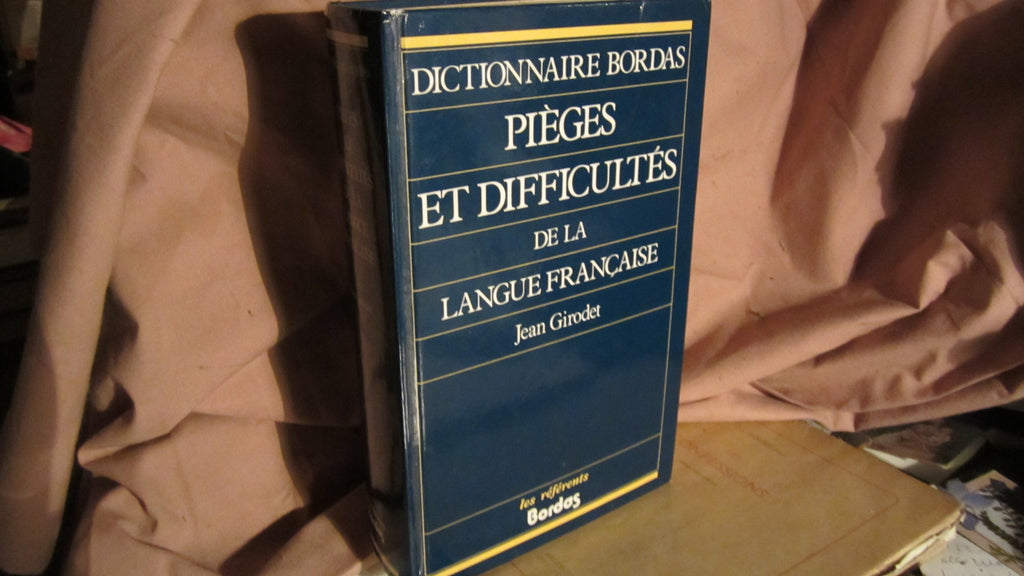 DICTIONNAIRE BORDAS
PIÈGES
ET DIFFICULTÉS
DE LA
LANGUE FRANÇAISE
Jean Girodet
les référents
Bordas